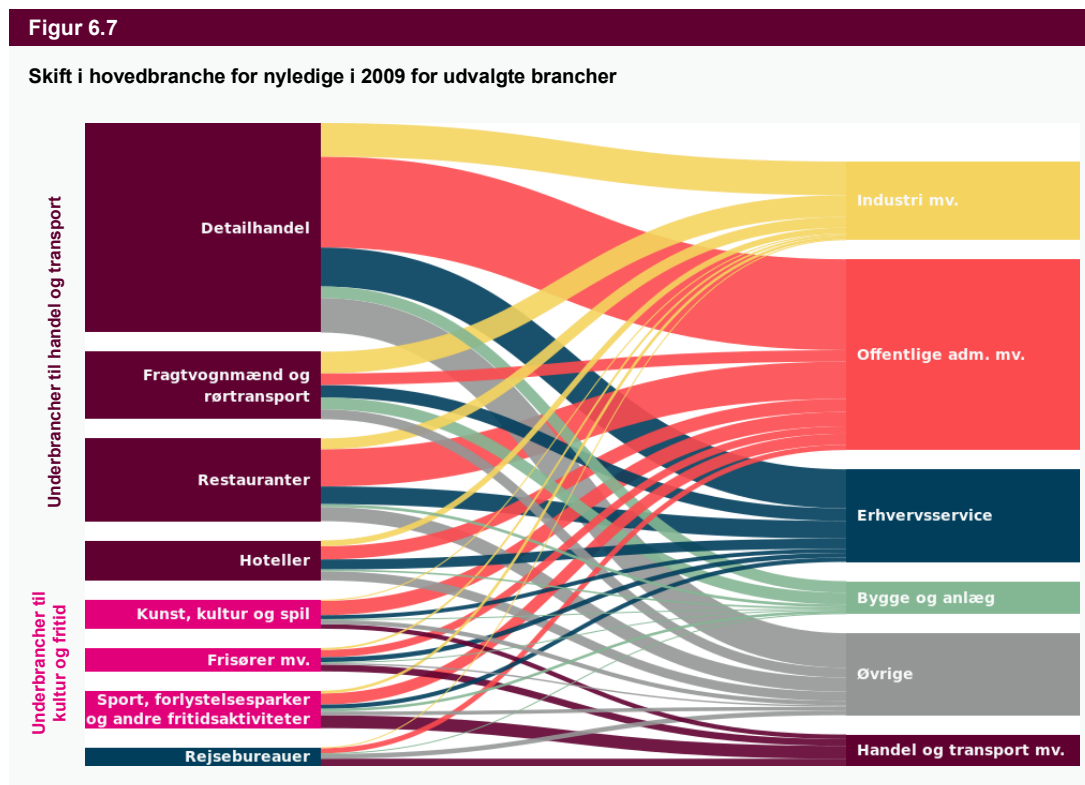 Figur 6.7
Skift i hovedbranche for nyledige i 2009 for udvalgte brancher
Underbrancher til handel og transport
Detailhandel
Fragtvognmænd og
rørtransport
Restauranter
Hoteller
Underbrancher til
kultur og fritid
Kunst, kultur og spil
Frisører mv.
Sport, forlystelsesparker
og andre fritidsaktiviteter
Rejsebureauer
Industri mv.
Offentlige adm. mv.
Erhvervsservice
Bygge og anlæg
Øvrige
Handel og transport mv.